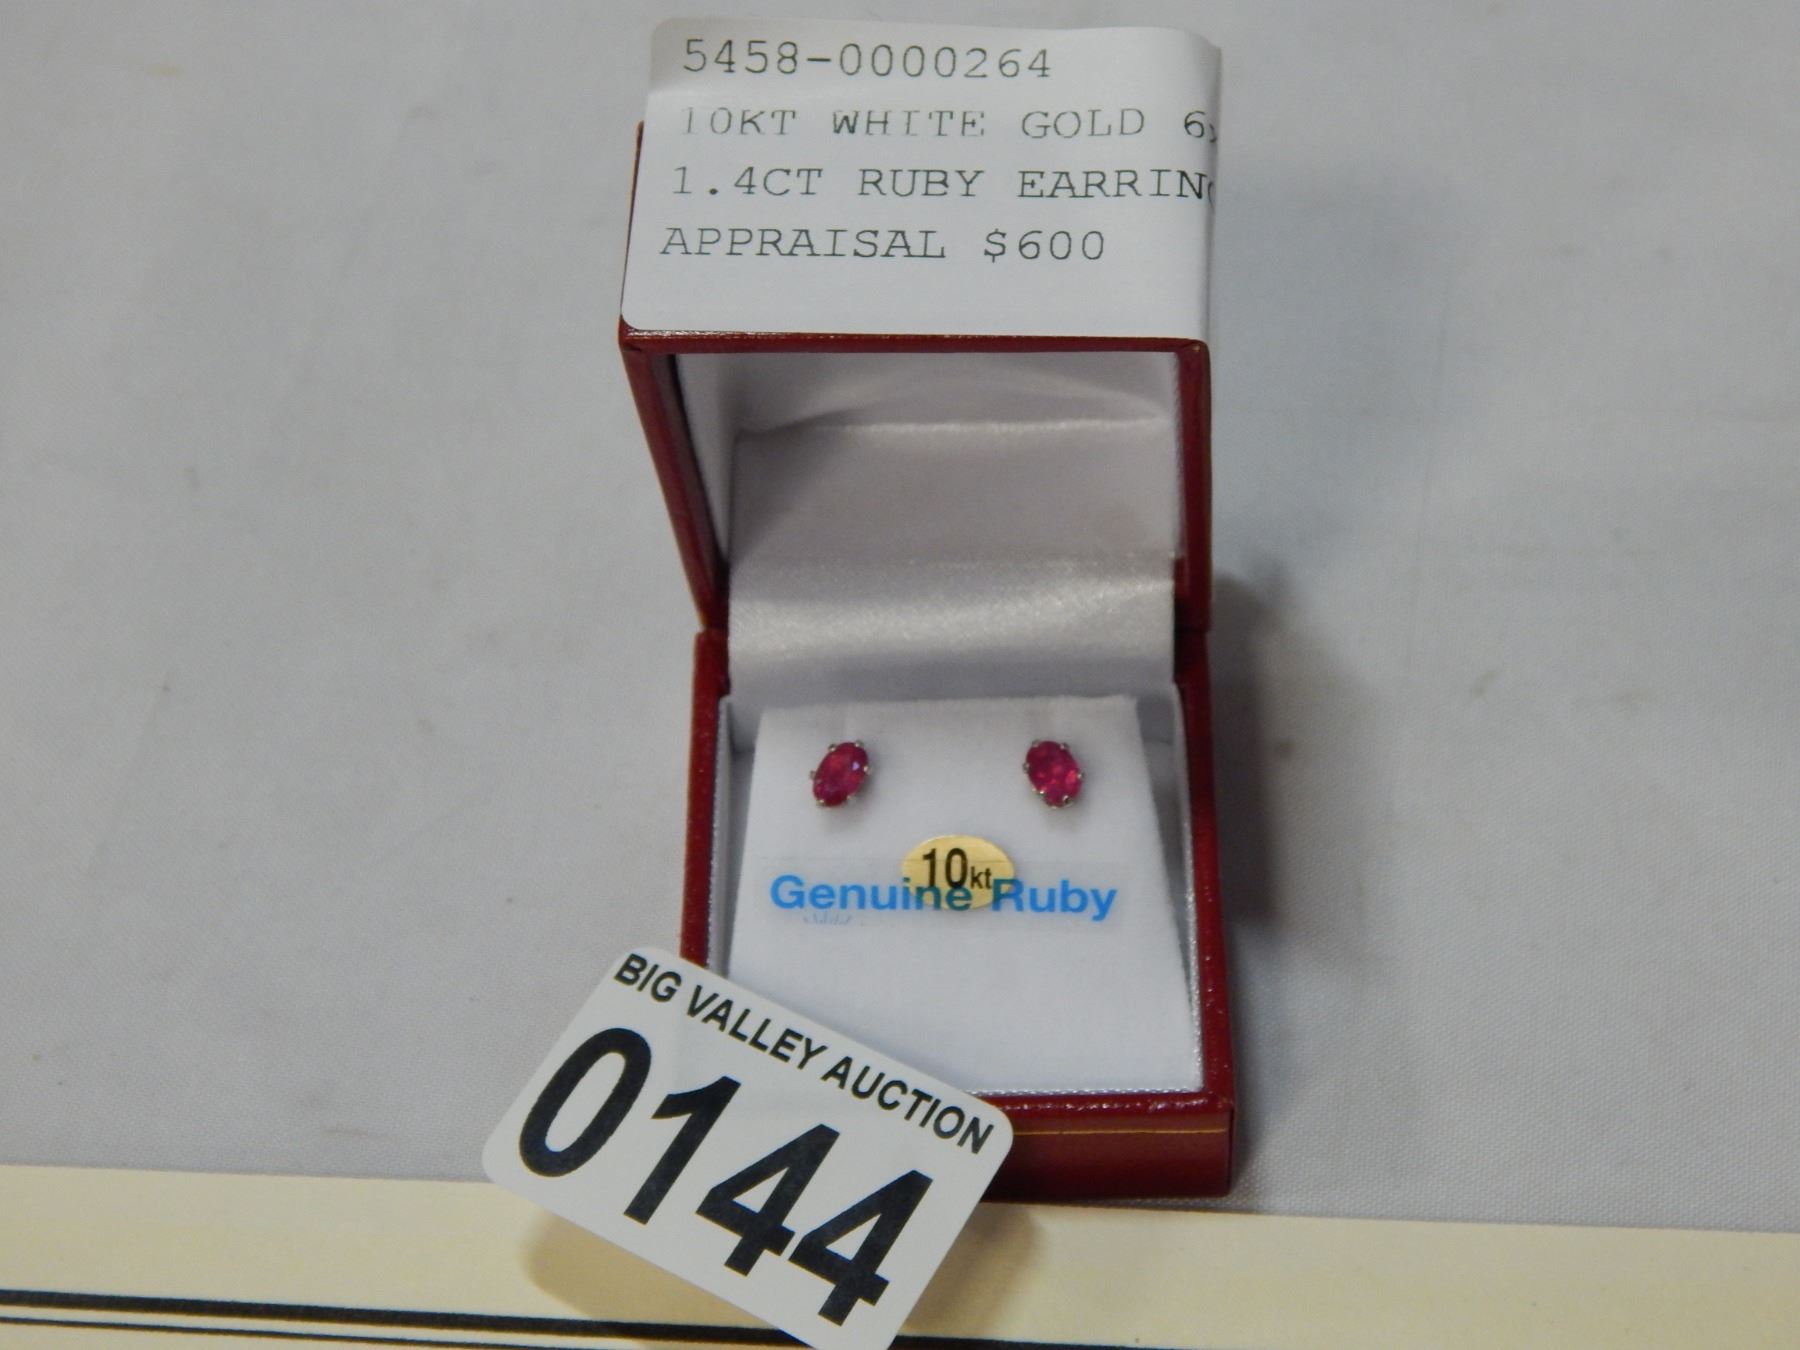 5458-0000264
10KT WHITE GOLD 6
1.4CT RUBY EARRIN
APPRAISAL $600
10kt
Genuine Ruby
BIG VALLEY AUCTION
0144